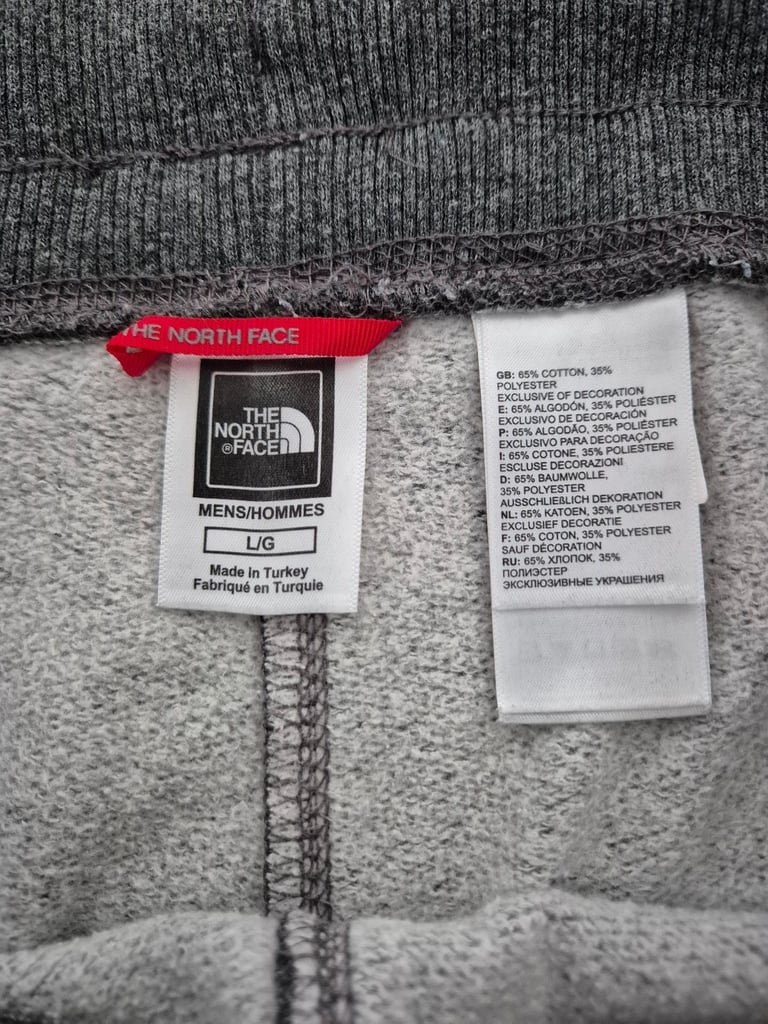 THE NORTH FACE
THE
NORTH
®FACE
MENS/HOMMES
L/G
Made in Turkey
Fabriqué en Turquie
GB: 65% COTTON, 35%
POLYESTER
EXCLUSIVE OF DECORATION
E: 65% ALGODÓN, 35% POLIÉSTER
EXCLUSIVO DE DECORACIÓN
P: 65% ALGODÃO, 35% POLIÉSTER
EXCLUSIVO PARA DECORAÇÃO
I: 65% COTONE, 35% POLIESTERE
ESCLUSE DECORAZIONI
D: 65% BAUMWOLLE,
35% POLYESTER
AUSSCHLIEßLICH DEKORATION
NL: 65% KATOEN, 35% POLYESTER
EXCLUSIEF DECORATIE
F: 65% COTON, 35% POLYESTER
SAUF DÉCORATION
RU: 65% ХЛОПОК, 35%
ПОЛИЭСТЕР
ЭКСКЛЮЗИВНЫЕ УКРАШЕНИЯ